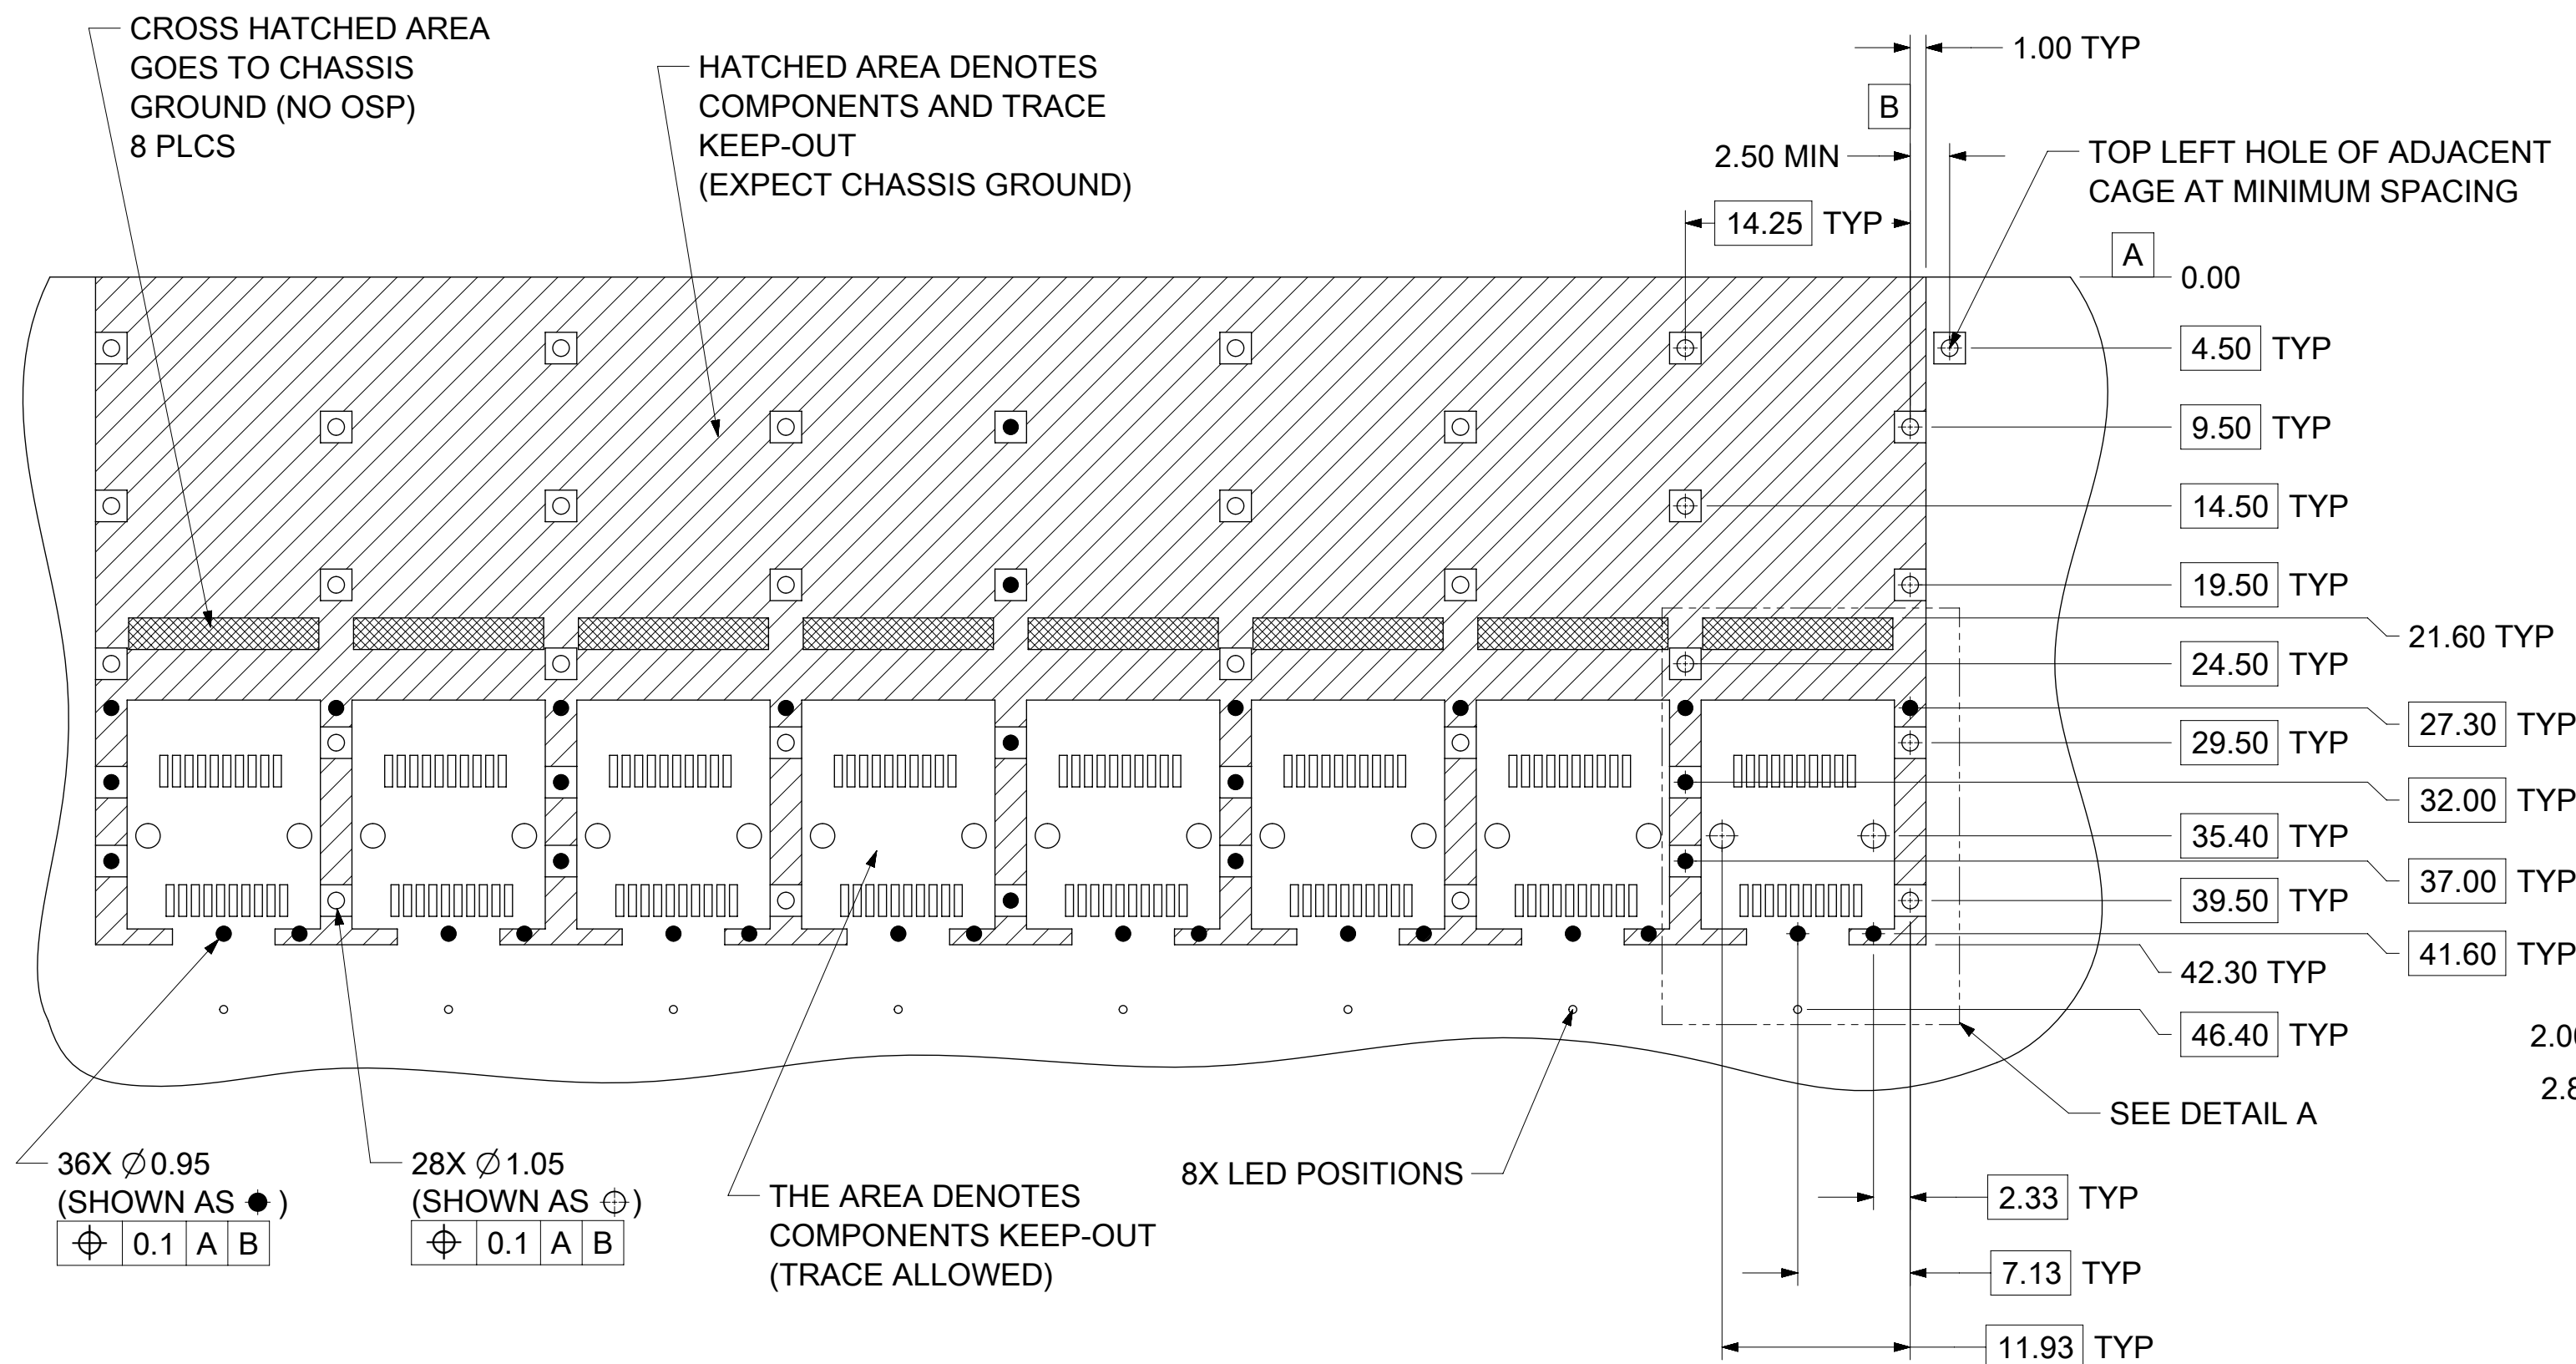 CROSS HATCHED AREA
GOES TO CHASSIS
GROUND (NO OSP)
8 PLCS
HATCHED AREA DENOTES
COMPONENTS AND TRACE
KEEP-OUT
(EXPECT CHASSIS GROUND)
1.00 TYP
B
2.50 MIN
TOP LEFT HOLE OF ADJACENT
CAGE AT MINIMUM SPACING
14.25 TYP
A
0.00
4.50 TYP
9.50 TYP
14.50 TYP
19.50 TYP
21.60 TYP
24.50 TYP
27.30 TYP
29.50 TYP
32.00 TYP
35.40 TYP
37.00 TYP
39.50 TYP
41.60 TYP
42.30 TYP
46.40 TYP
SEE DETAIL A
36X ⌀0.95
(SHOWN AS ●)
⌖ 0.1 A B
28X ⌀1.05
(SHOWN AS ⌖)
⌖ 0.1 A B
THE AREA DENOTES
COMPONENTS KEEP-OUT
(TRACE ALLOWED)
8X LED POSITIONS
2.33 TYP
7.13 TYP
11.93 TYP